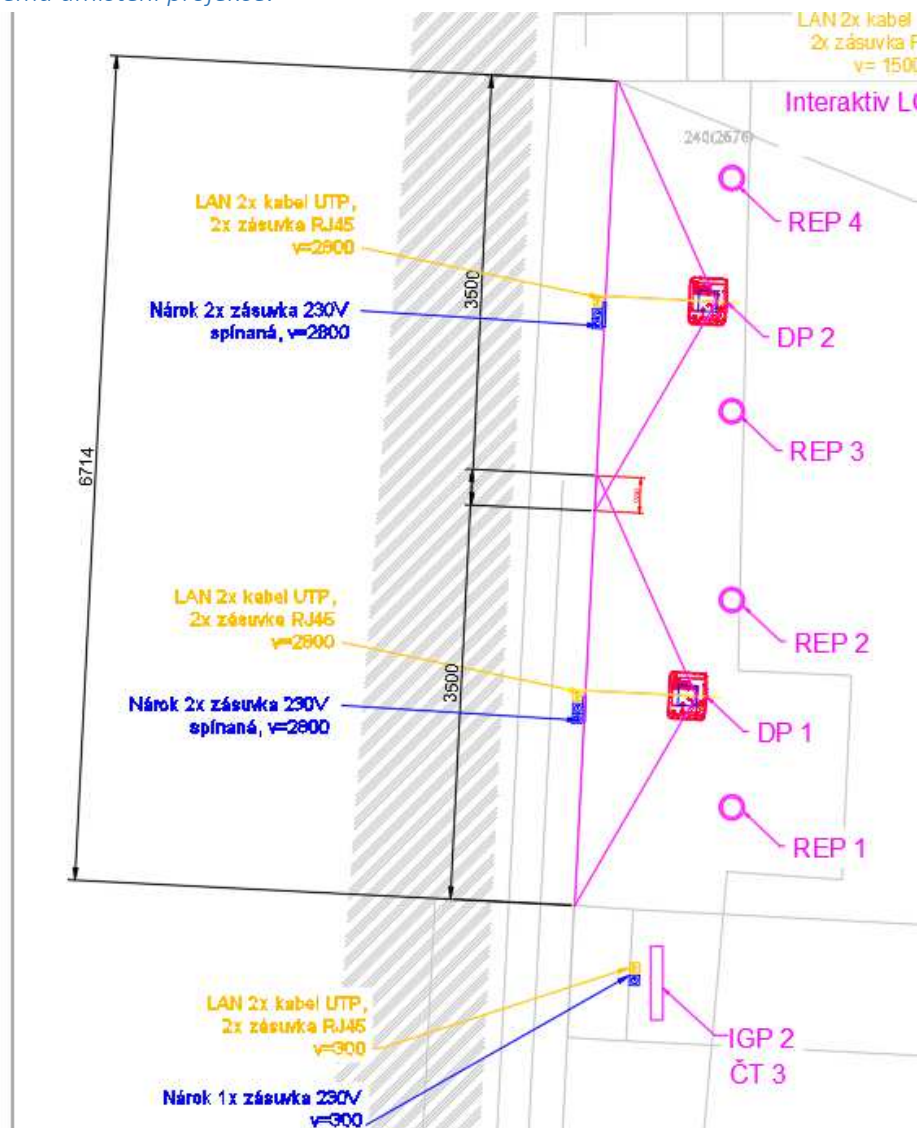 umístění projekce.
LAN 2x kabel
2x zásuvka
v= 1500
Interaktiv
240(2676)
REP 4
LAN 2x kabel UTP,
2x zásuvka RJ45
v=2800
3500
Nárok 2x zásuvka 230V
spínaná, v=2800
DP 2
REP 3
6714
LAN 2x kabel UTP,
2x zásuvka RJ45
v=2800
REP 2
3500
Nárok 2x zásuvka 230V
spínaná, v=2800
DP 1
REP 1
LAN 2x kabel UTP,
2x zásuvka RJ45
v=300
IGP 2
ČT 3
Nárok 1x zásuvka 230V
v=300